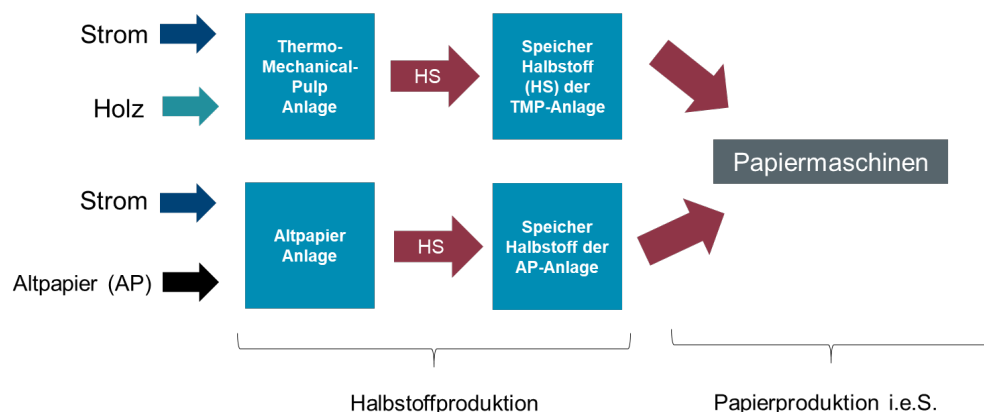 Strom
Thermo-
Mechanical-
Pulp
Anlage
HS
Speicher
Halbstoff
(HS) der
TMP-Anlage
Holz
Papiermaschinen
Strom
Altpapier
Anlage
HS
Speicher
Halbstoff der
AP-Anlage
Altpapier (AP)
Halbstoffproduktion
Papierproduktion i.e.S.